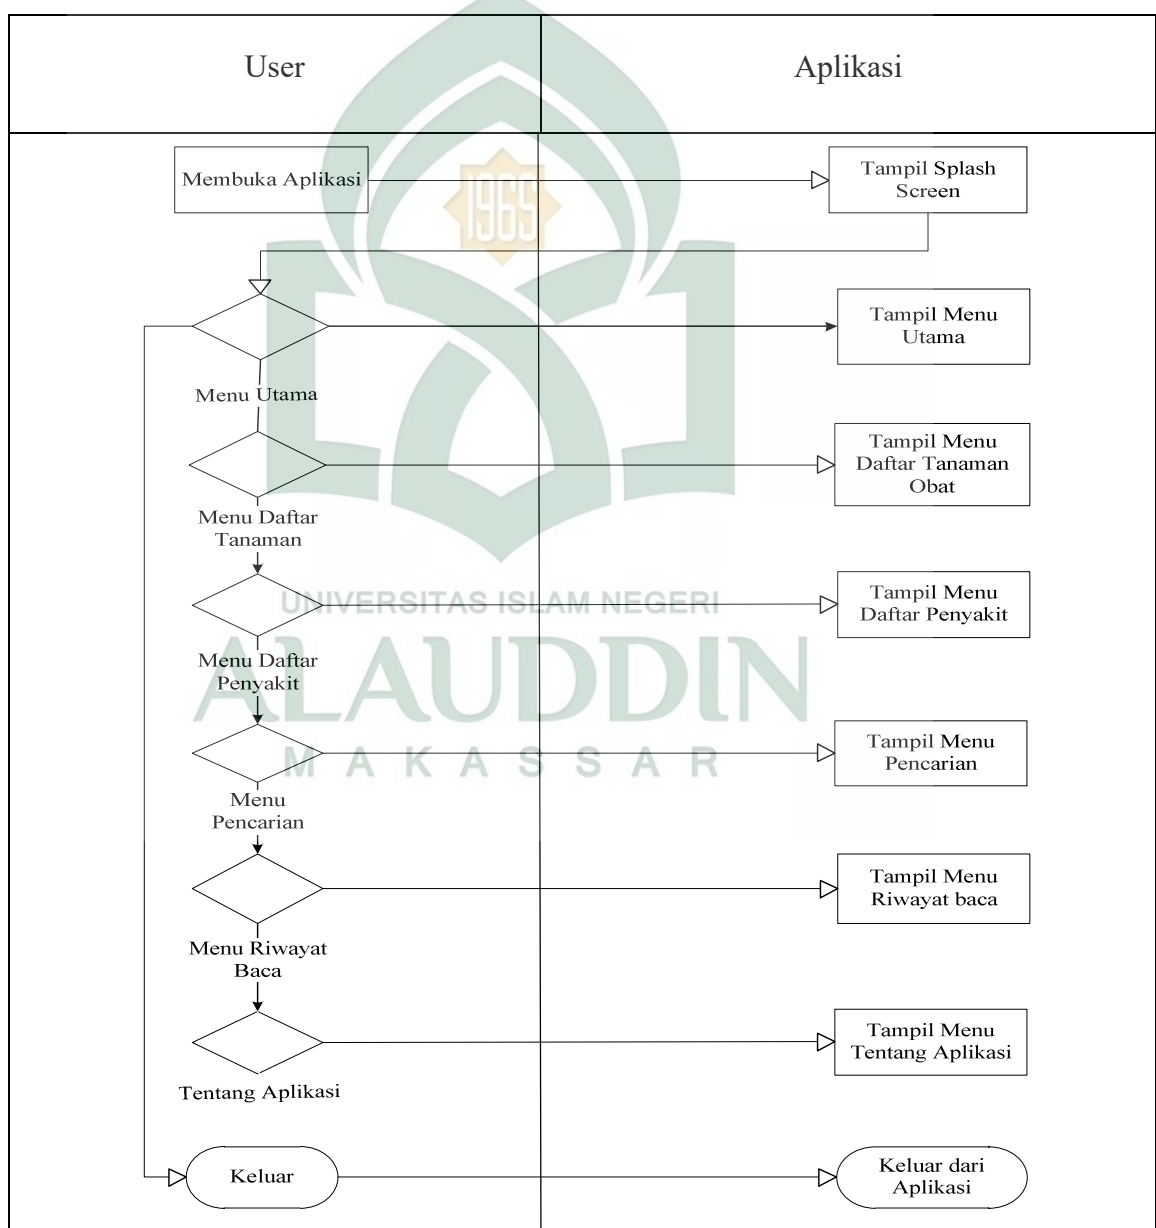 User
Aplikasi
Membuka Aplikasi
Tampil Splash
Screen
1965
Tampil Menu
Utama
Menu Utama
Tampil Menu
Daftar Tanaman
Obat
Menu Daftar
Tanaman
UNIVERSITAS ISLAM NEGERI
Tampil Menu
Daftar Penyakit
Menu Daftar
Penyakit
ALAUDDIN
MAKASSAR
Tampil Menu
Pencarian
Menu
Pencarian
Tampil Menu
Riwayat baca
Menu Riwayat
Baca
Tampil Menu
Tentang Aplikasi
Tentang Aplikasi
Keluar
Keluar dari
Aplikasi